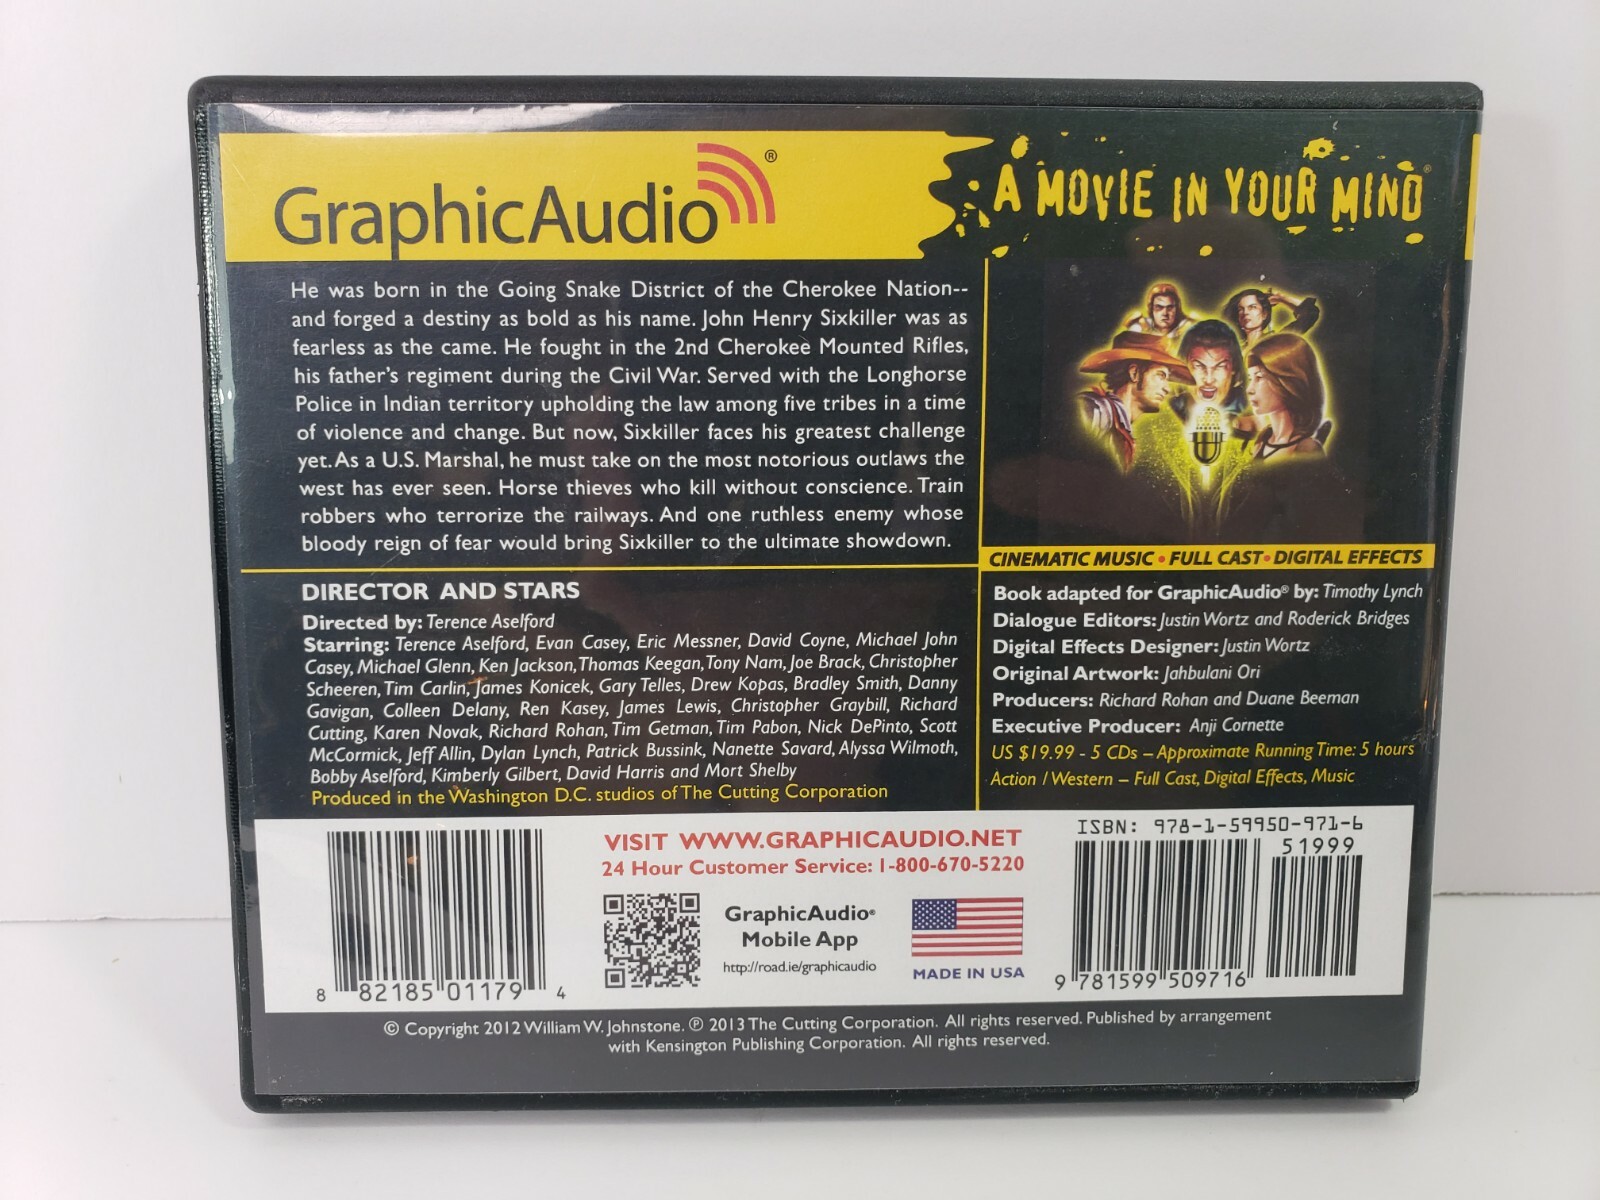 GraphicAudio®
A MOVIE IN YOUR MIND®
He was born in the Going Snake District of the Cherokee Nation--
and forged a destiny as bold as his name. John Henry Sixkiller was as
fearless as the came. He fought in the 2nd Cherokee Mounted Rifles,
his father's regiment during the Civil War. Served with the Longhorse
Police in Indian territory upholding the law among five tribes in a time
of violence and change. But now, Sixkiller faces his greatest challenge
yet. As a U.S. Marshal, he must take on the most notorious outlaws the
west has ever seen. Horse thieves who kill without conscience. Train
robbers who terrorize the railways. And one ruthless enemy whose
bloody reign of fear would bring Sixkiller to the ultimate showdown.
DIRECTOR AND STARS
Directed by: Terence Aselford
Starring: Terence Aselford, Evan Casey, Eric Messner, David Coyne, Michael John
Casey, Michael Glenn, Ken Jackson, Thomas Keegan, Tony Nam, Joe Brack, Christopher
Scheeren, Tim Carlin, James Konicek, Gary Telles, Drew Kopas, Bradley Smith, Danny
Gavigan, Colleen Delany, Ren Kasey, James Lewis, Christopher Graybill, Richard
Cutting, Karen Novak, Richard Rohan, Tim Getman, Tim Pabon, Nick DePinto, Scott
McCormick, Jeff Allin, Dylan Lynch, Patrick Bussink, Nanette Savard, Alyssa Wilmoth,
Bobby Aselford, Kimberly Gilbert, David Harris and Mort Shelby
Produced in the Washington D.C. studios of The Cutting Corporation
CINEMATIC MUSIC • FULL CAST • DIGITAL EFFECTS
Book adapted for GraphicAudio® by: Timothy Lynch
Dialogue Editors: Justin Wortz and Roderick Bridges
Digital Effects Designer: Justin Wortz
Original Artwork: Jahbulani Ori
Producers: Richard Rohan and Duane Beeman
Executive Producer: Anji Cornette
US $19.99 - 5 CDs – Approximate Running Time: 5 hours
Action / Western – Full Cast, Digital Effects, Music
8 82185 01179 4
VISIT WWW.GRAPHICAUDIO.NET
24 Hour Customer Service: 1-800-670-5220
GraphicAudio®
Mobile App
http://road.ie/graphicaudio
MADE IN USA
ISBN: 978-1-59950-971-6
51999
9 781599 509716
© Copyright 2012 William W. Johnstone. ℗ 2013 The Cutting Corporation. All rights reserved. Published by arrangement
with Kensington Publishing Corporation. All rights reserved.